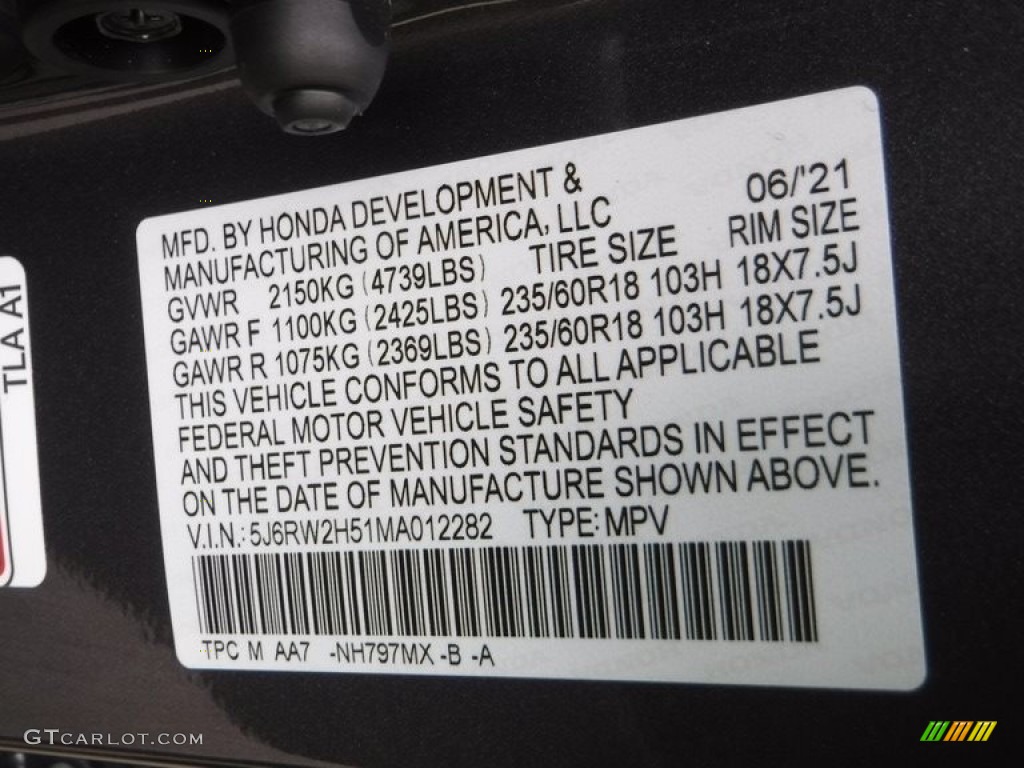 MFD. BY HONDA DEVELOPMENT & 06/'21
MANUFACTURING OF AMERICA, LLC
GVWR 2150KG (4739LBS) TIRE SIZE RIM SIZE
GAWR F 1100KG (2425LBS) 235/60R18 103H 18X7.5J
GAWR R 1075KG (2369LBS) 235/60R18 103H 18X7.5J
THIS VEHICLE CONFORMS TO ALL APPLICABLE
FEDERAL MOTOR VEHICLE SAFETY
AND THEFT PREVENTION STANDARDS IN EFFECT
ON THE DATE OF MANUFACTURE SHOWN ABOVE.
V.I.N.: 5J6RW2H51MA012282 TYPE: MPV
TPC M AA7 -NH797MX -B -A
TLA A1
GTCARLOT.COM